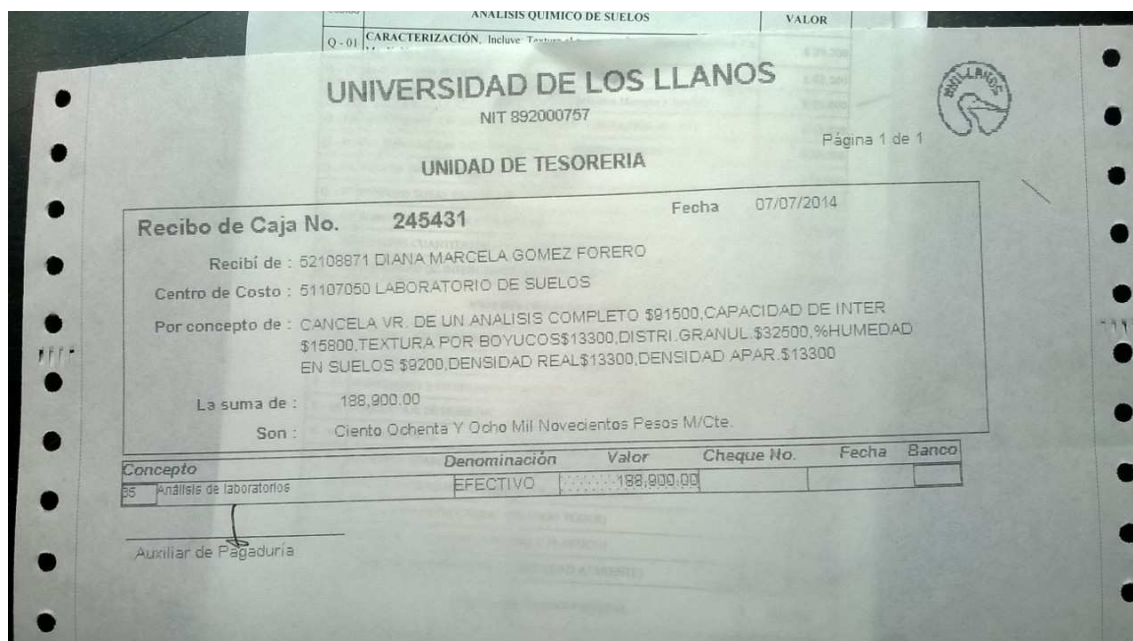 ANALISIS QUIMICO DE SUELOS VALOR
Q - 01 CARACTERIZACIÓN, Incluye
UNIVERSIDAD DE LOS LLANOS
UNILLANOS
NIT 892000757
Página 1 de 1
UNIDAD DE TESORERIA
Recibo de Caja No. 245431 Fecha 07/07/2014
Recibí de : 52108871 DIANA MARCELA GOMEZ FORERO
Centro de Costo : 51107050 LABORATORIO DE SUELOS
Por concepto de : CANCELA VR. DE UN ANALISIS COMPLETO $91500,CAPACIDAD DE INTER
$15800,TEXTURA POR BOYUCOS$13300,DISTRI.GRANUL.$32500,%HUMEDAD
EN SUELOS $9200,DENSIDAD REAL$13300,DENSIDAD APAR.$13300
La suma de : 188,900.00
Son : Ciento Ochenta Y Ocho Mil Novecientos Pesos M/Cte.
Concepto Denominación Valor Cheque No. Fecha Banco
35 Análisis de laboratorios EFECTIVO 188,900.00
Auxiliar de Pagaduría